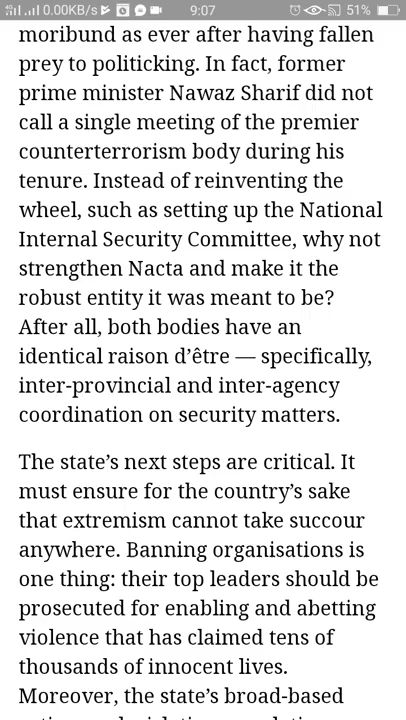 0.00KB/s 9:07 51%
moribund as ever after having fallen
prey to politicking. In fact, former
prime minister Nawaz Sharif did not
call a single meeting of the premier
counterterrorism body during his
tenure. Instead of reinventing the
wheel, such as setting up the National
Internal Security Committee, why not
strengthen Nacta and make it the
robust entity it was meant to be?
After all, both bodies have an
identical raison d’être — specifically,
inter-provincial and inter-agency
coordination on security matters.
The state’s next steps are critical. It
must ensure for the country’s sake
that extremism cannot take succour
anywhere. Banning organisations is
one thing: their top leaders should be
prosecuted for enabling and abetting
violence that has claimed tens of
thousands of innocent lives.
Moreover, the state’s broad-based